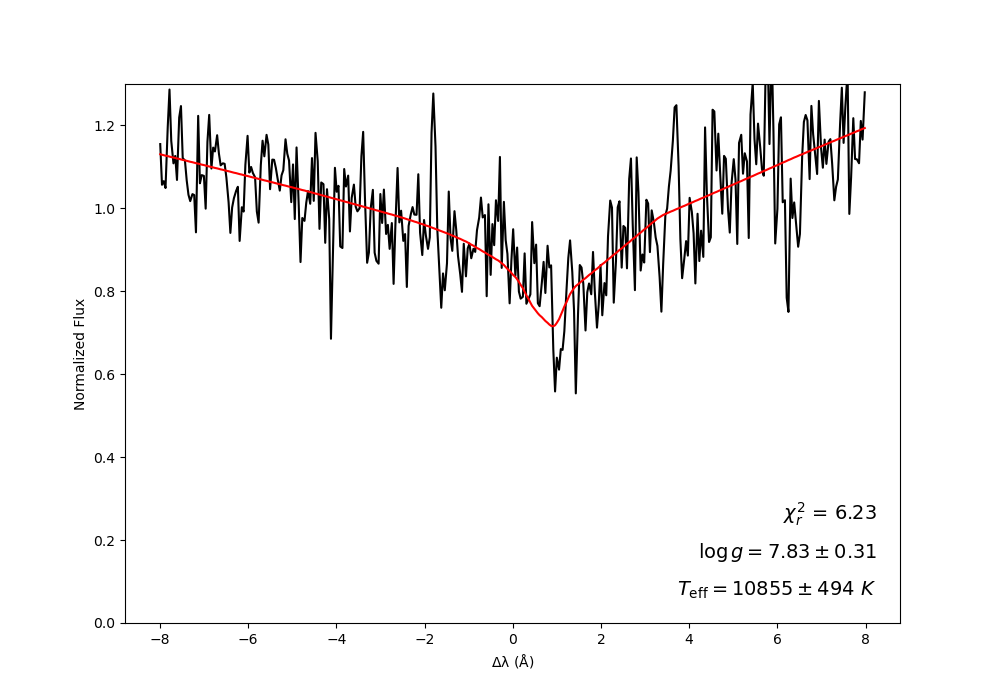 1.2
1.0
0.8
0.6
0.4
0.2
0.0
Normalized Flux
χ²ᵣ = 6.23
log g = 7.83 ± 0.31
T_eff = 10855 ± 494 K
−8 −6 −4 −2 0 2 4 6 8
Δλ (Å)